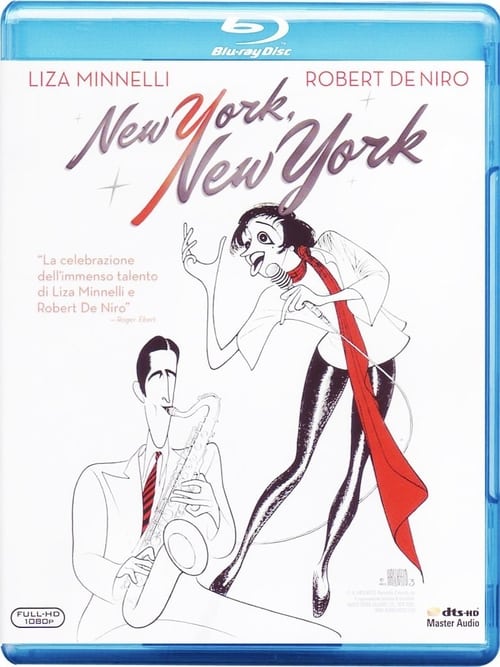 Blu-ray Disc
LIZA MINNELLI ROBERT DE NIRO
New York,
New York
“La celebrazione
dell'immenso talento
di Liza Minnelli e
Robert De Niro”
— Roger Ebert
FULL-HD
1080p
dts-HD
Master Audio